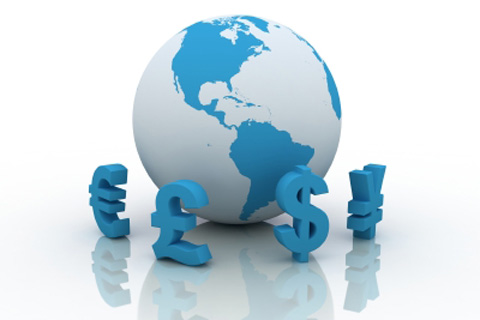 € £ $ ¥